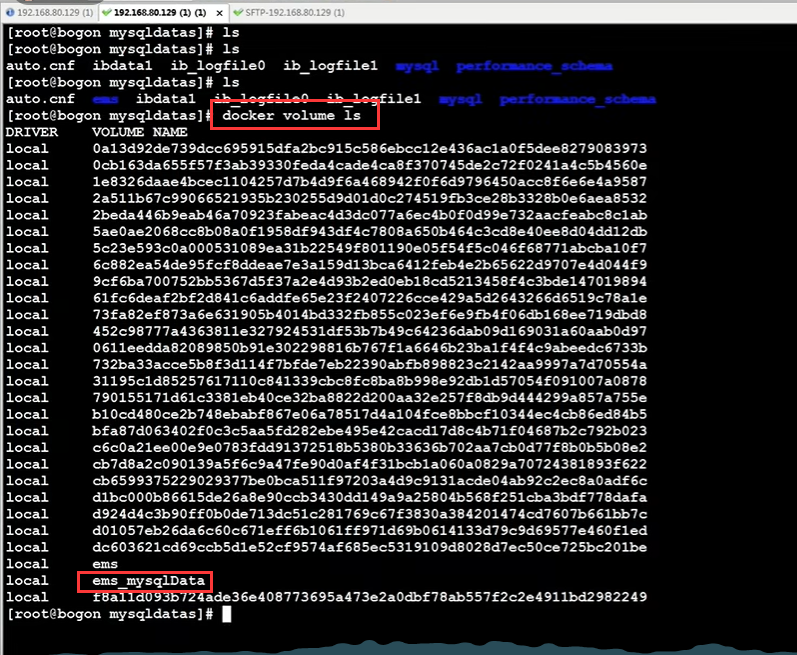 192.168.80.129 (1) 192.168.80.129 (1) (1) × SFTP-192.168.80.129 (1)
[root@bogon mysqldatas]# ls
[root@bogon mysqldatas]# ls
auto.cnf ibdata1 ib_logfile0 ib_logfile1 mysql performance_schema
[root@bogon mysqldatas]# ls
auto.cnf ems ibdata1 ib_logfile0 ib_logfile1 mysql performance_schema
[root@bogon mysqldatas]# docker volume ls
DRIVER VOLUME NAME
local 0a13d92de739dcc695915dfa2bc915c586ebcc12e436ac1a0f5dee8279083973
local 0cb163da655f57f3ab39330feda4cade4ca8f370745de2c72f0241a4c5b4560e
local 1e8326daae4bcec1104257d7b4d9f6a468942f0f6d9796450acc8f6e6e4a9587
local 2a511b67c99066521935b230255d9d01d0c274519fb3ce28b3328b0e6aea8532
local 2beda446b9eab46a70923fabeac4d3dc077a6ec4b0f0d99e732aacfeabc8c1ab
local 5ae0ae2068cc8b08a0f1958df943df4c7808a650b464c3cd8e40ee8d04dd12db
local 5c23e593c0a000531089ea31b22549f801190e05f54f5c046f68771abcba10f7
local 6c882ea54de95fcf8ddeae7e3a159d13bca6412feb4e2b65622d9707e4d044f9
local 9cf6ba700752bb5367d5f37a2e4d93b2ed0eb18cd5213458f4c3bde147019894
local 61fc6deaf2bf2d841c6addfe65e23f2407226cce429a5d2643266d6519c78a1e
local 73fa82ef873a6e631905b4014bd332fb855c023ef6e9fb4f06db168ee719dbd8
local 452c98777a4363811e327924531df53b7b49c64236dab09d169031a60aab0d97
local 0611eedda82089850b91e302298816b767f1a6646b23ba1f4f4c9abeedc6733b
local 732ba33acce5b8f3d114f7bfde7eb22390abfb898823c2142aa9997a7d70554a
local 31195c1d85257617110c841339cbc8fc8ba8b998e92db1d57054f091007a0878
local 790155171d61c3381eb40ce32ba8822d200aa32e257f8db9d444299a857a755e
local b10cd480ce2b748ebabf867e06a78517d4a104fce8bbcf10344ec4cb86ed84b5
local bfa87d063402f0c3c5aa5fd282ebe495e42cacd17d8c4b71f04687b2c792b023
local c6c0a21ee00e9e0783fdd91372518b5380b33636b702aa7cb0d77f8b0b5b08e2
local cb7d8a2c090139a5f6c9a47fe90d0af4f31bcb1a060a0829a70724381893f622
local cb6599375229029377be0bca511f97203a4d9c9131acde04ab92c2ec8a0adf6c
local d1bc000b86615de26a8e90ccb3430dd149a9a25804b568f251cba3bdf778dafa
local d924d4c3b90ff0b0de713dc51c281769c67f3830a384201474cd7607b661bb7c
local d01057eb26da6c60c671eff6b1061ff971d69b0614133d79c9d69577e460f1ed
local dc603621cd69ccb5d1e52cf9574af685ec5319109d8028d7ec50ce725bc201be
local ems
local ems_mysqlData
local f8a11d093b724ade36e408773695a473e2a0dbf78ab557f2c2e4911bd2982249
[root@bogon mysqldatas]#